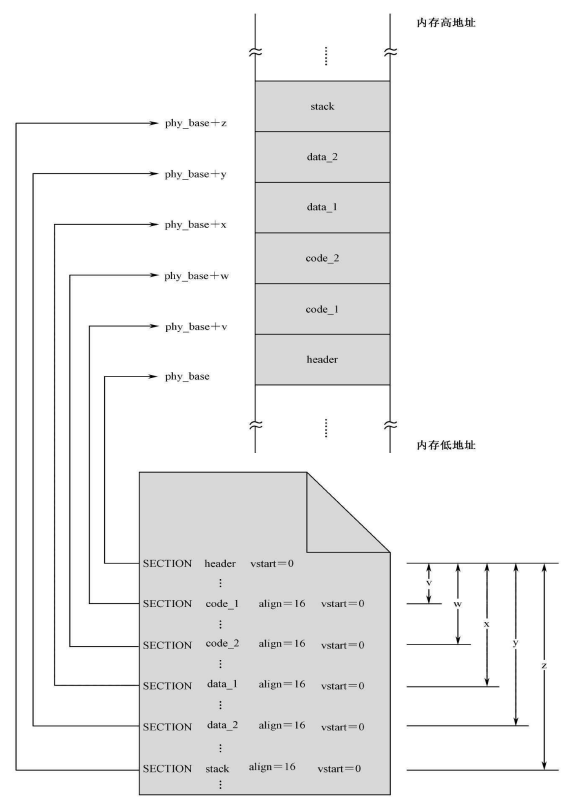 内存高地址
⋮
stack
phy_base+z
data_2
phy_base+y
data_1
phy_base+x
code_2
phy_base+w
code_1
phy_base+v
header
phy_base
⋮
内存低地址
SECTION header vstart=0
⋮
SECTION code_1 align=16 vstart=0
⋮
SECTION code_2 align=16 vstart=0
⋮
SECTION data_1 align=16 vstart=0
⋮
SECTION data_2 align=16 vstart=0
⋮
SECTION stack align=16 vstart=0
⋮
v
w
x
y
z